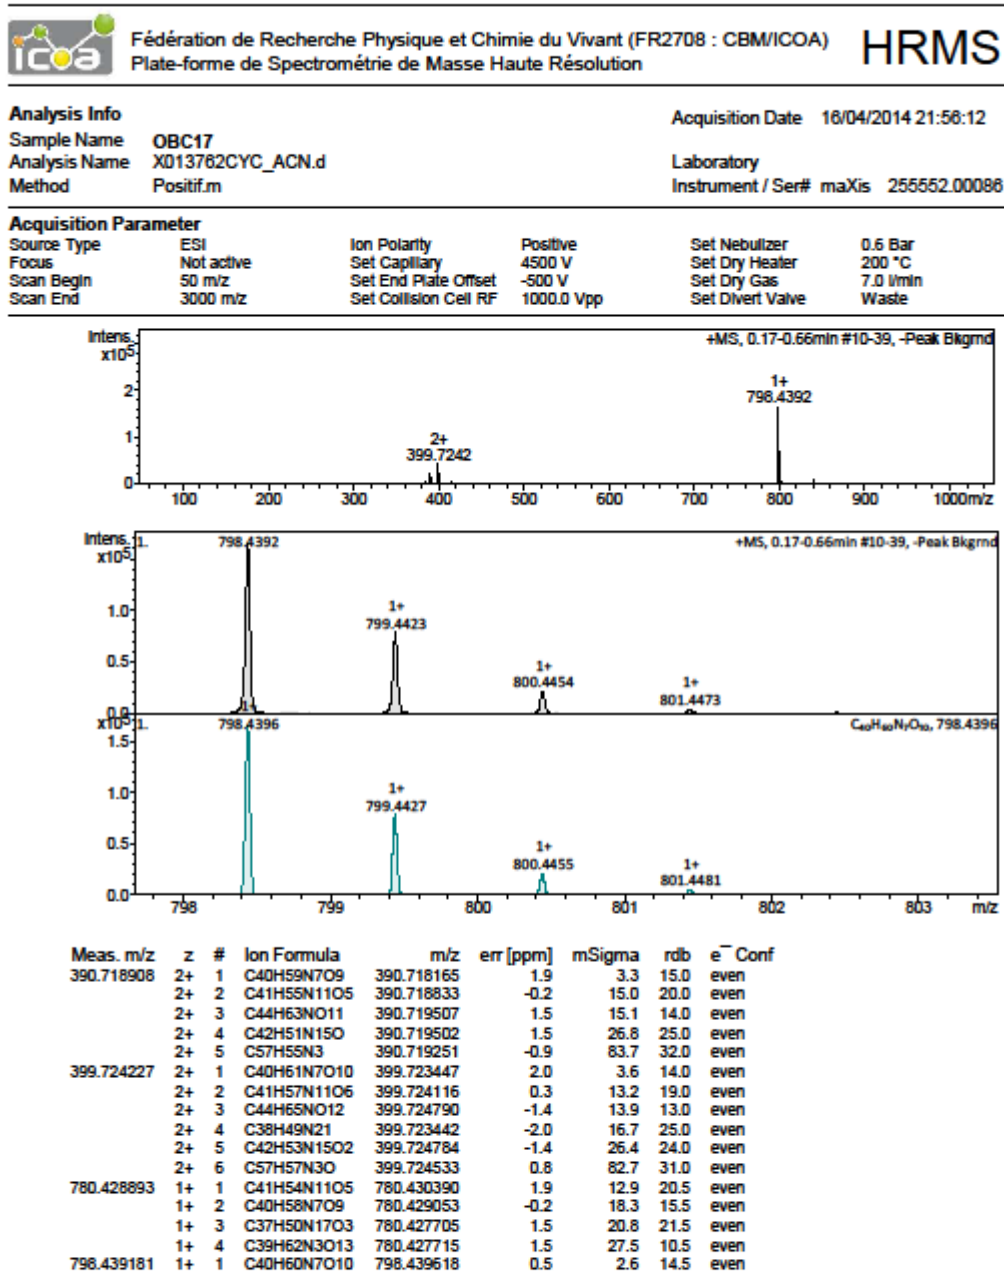 icoa
Fédération de Recherche Physique et Chimie du Vivant (FR2708 : CBM/ICOA)
Plate-forme de Spectrométrie de Masse Haute Résolution
HRMS
Analysis Info
Acquisition Date 16/04/2014 21:56:12
Sample Name OBC17
Analysis Name X013762CYC_ACN.d
Laboratory
Method Positif.m
Instrument / Ser# maXis 255552.00086
Acquisition Parameter
Source Type ESI Ion Polarity Positive Set Nebulizer 0.6 Bar
Focus Not active Set Capillary 4500 V Set Dry Heater 200 °C
Scan Begin 50 m/z Set End Plate Offset -500 V Set Dry Gas 7.0 l/min
Scan End 3000 m/z Set Collision Cell RF 1000.0 Vpp Set Divert Valve Waste
Intens.
x10⁵
+MS, 0.17-0.66min #10-39, -Peak Bkgrnd
1+
798.4392
2
2+
399.7242
1
0
100 200 300 400 500 600 700 800 900 1000m/z
Intens. 1.
x10⁵
798.4392
+MS, 0.17-0.66min #10-39, -Peak Bkgrnd
1.0
1+
799.4423
0.5
1+
800.4454
1+
801.4473
0.0
x10⁵ 1.
798.4396
C₄₀H₆₀N₇O₁₀, 798.4396
1.5
1.0
1+
799.4427
0.5
1+
800.4455
1+
801.4481
0.0
798 799 800 801 802 803 m/z
Meas. m/z z # Ion Formula m/z err [ppm] mSigma rdb e⁻ Conf
390.718908 2+ 1 C40H59N7O9 390.718165 1.9 3.3 15.0 even
2+ 2 C41H55N11O5 390.718833 -0.2 15.0 20.0 even
2+ 3 C44H63NO11 390.719507 1.5 15.1 14.0 even
2+ 4 C42H51N15O 390.719502 1.5 26.8 25.0 even
2+ 5 C57H55N3 390.719251 -0.9 83.7 32.0 even
399.724227 2+ 1 C40H61N7O10 399.723447 2.0 3.6 14.0 even
2+ 2 C41H57N11O6 399.724116 0.3 13.2 19.0 even
2+ 3 C44H65NO12 399.724790 -1.4 13.9 13.0 even
2+ 4 C38H49N21 399.723442 -2.0 16.7 25.0 even
2+ 5 C42H53N15O2 399.724784 -1.4 26.4 24.0 even
2+ 6 C57H57N3O 399.724533 0.8 82.7 31.0 even
780.428893 1+ 1 C41H54N11O5 780.430390 1.9 12.9 20.5 even
1+ 2 C40H58N7O9 780.429053 -0.2 18.3 15.5 even
1+ 3 C37H50N17O3 780.427705 1.5 20.8 21.5 even
1+ 4 C39H62N3O13 780.427715 1.5 27.5 10.5 even
798.439181 1+ 1 C40H60N7O10 798.439618 0.5 2.6 14.5 even